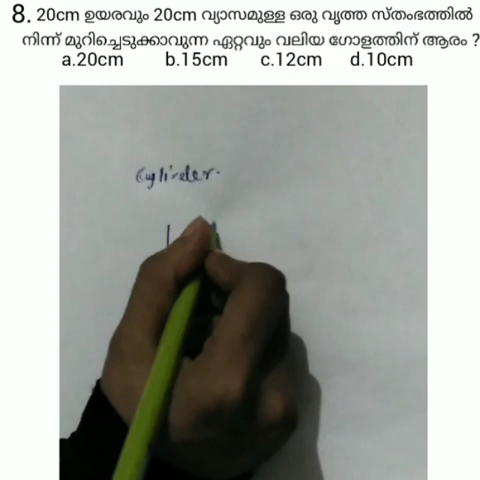 8. 20cm ഉയരവും 20cm വ്യാസമുള്ള ഒരു വൃത്ത സ്തംഭത്തിൽ
നിന്ന് മുറിച്ചെടുക്കാവുന്ന ഏറ്റവും വലിയ ഗോളത്തിന് ആരം ?
a.20cm b.15cm c.12cm d.10cm
Cylinder.